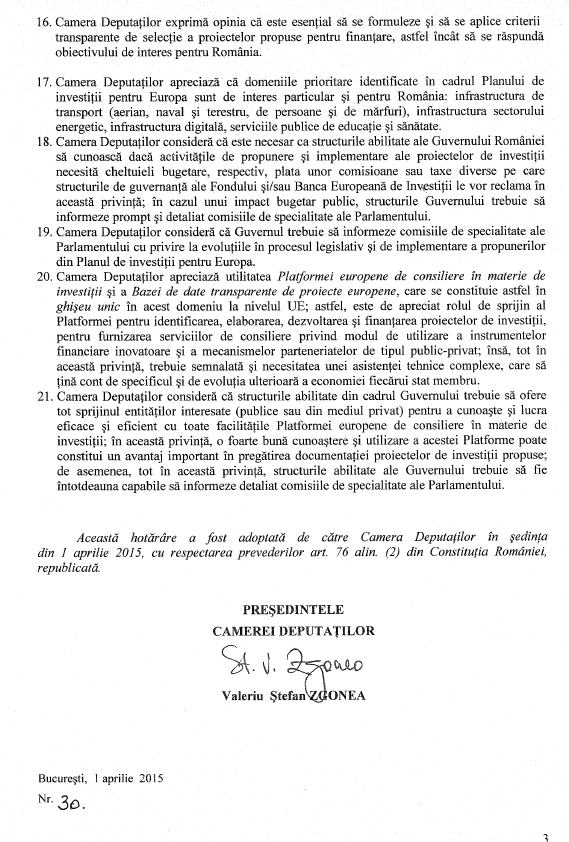 16. Camera Deputaților exprimă opinia că este esențial să se formuleze și să se aplice criterii
transparente de selecție a proiectelor propuse pentru finanțare, astfel încât să se răspundă
obiectivului de interes pentru România.
17. Camera Deputaților apreciază că domeniile prioritare identificate în cadrul Planului de
investiții pentru Europa sunt de interes particular și pentru România: infrastructura de
transport (aerian, naval și terestru, de persoane și de mărfuri), infrastructura sectorului
energetic, infrastructura digitală, serviciile publice de educație și sănătate.
18. Camera Deputaților consideră că este necesar ca structurile abilitate ale Guvernului României
să cunoască dacă activitățile de propunere și implementare ale proiectelor de investiții
necesită cheltuieli bugetare, respectiv, plata unor comisioane sau taxe diverse pe care
structurile de guvernanță ale Fondului și/sau Banca Europeană de Investiții le vor reclama în
această privință; în cazul unui impact bugetar public, structurile Guvernului trebuie să
informeze prompt și detaliat comisiile de specialitate ale Parlamentului.
19. Camera Deputaților consideră că Guvernul trebuie să informeze comisiile de specialitate ale
Parlamentului cu privire la evoluțiile în procesul legislativ și de implementare a propunerilor
din Planul de investiții pentru Europa.
20. Camera Deputaților apreciază utilitatea Platformei europene de consiliere în materie de
investiții și a Bazei de date transparente de proiecte europene, care se constituie astfel în
ghișeu unic în acest domeniu la nivelul UE; astfel, este de apreciat rolul de sprijin al
Platformei pentru identificarea, elaborarea, dezvoltarea și finanțarea proiectelor de investiții,
pentru furnizarea serviciilor de consiliere privind modul de utilizare a instrumentelor
financiare inovatoare și a mecanismelor parteneriatelor de tipul public-privat; însă, tot în
această privință, trebuie semnalată și necesitatea unei asistenței tehnice complexe, care să
țină cont de specificul și de evoluția ulterioară a economiei fiecărui stat membru.
21. Camera Deputaților consideră că structurile abilitate din cadrul Guvernului trebuie să ofere
tot sprijinul entităților interesate (publice sau din mediul privat) pentru a cunoaște și lucra
eficace și eficient cu toate facilitățile Platformei europene de consiliere în materie de
investiții; în această privință, o foarte bună cunoaștere și utilizare a acestei Platforme poate
constitui un avantaj important în pregătirea documentației proiectelor de investiții propuse;
de asemenea, tot în această privință, structurile abilitate ale Guvernului trebuie să fie
întotdeauna capabile să informeze detaliat comisiile de specialitate ale Parlamentului.
Această hotărâre a fost adoptată de către Camera Deputaților în ședința
din 1 aprilie 2015, cu respectarea prevederilor art. 76 alin. (2) din Constituția României,
republicată.
PREȘEDINTELE
CAMEREI DEPUTAȚILOR
St. V. Zgonea
Valeriu Ștefan ZGONEA
București, 1 aprilie 2015
Nr. 30.
3